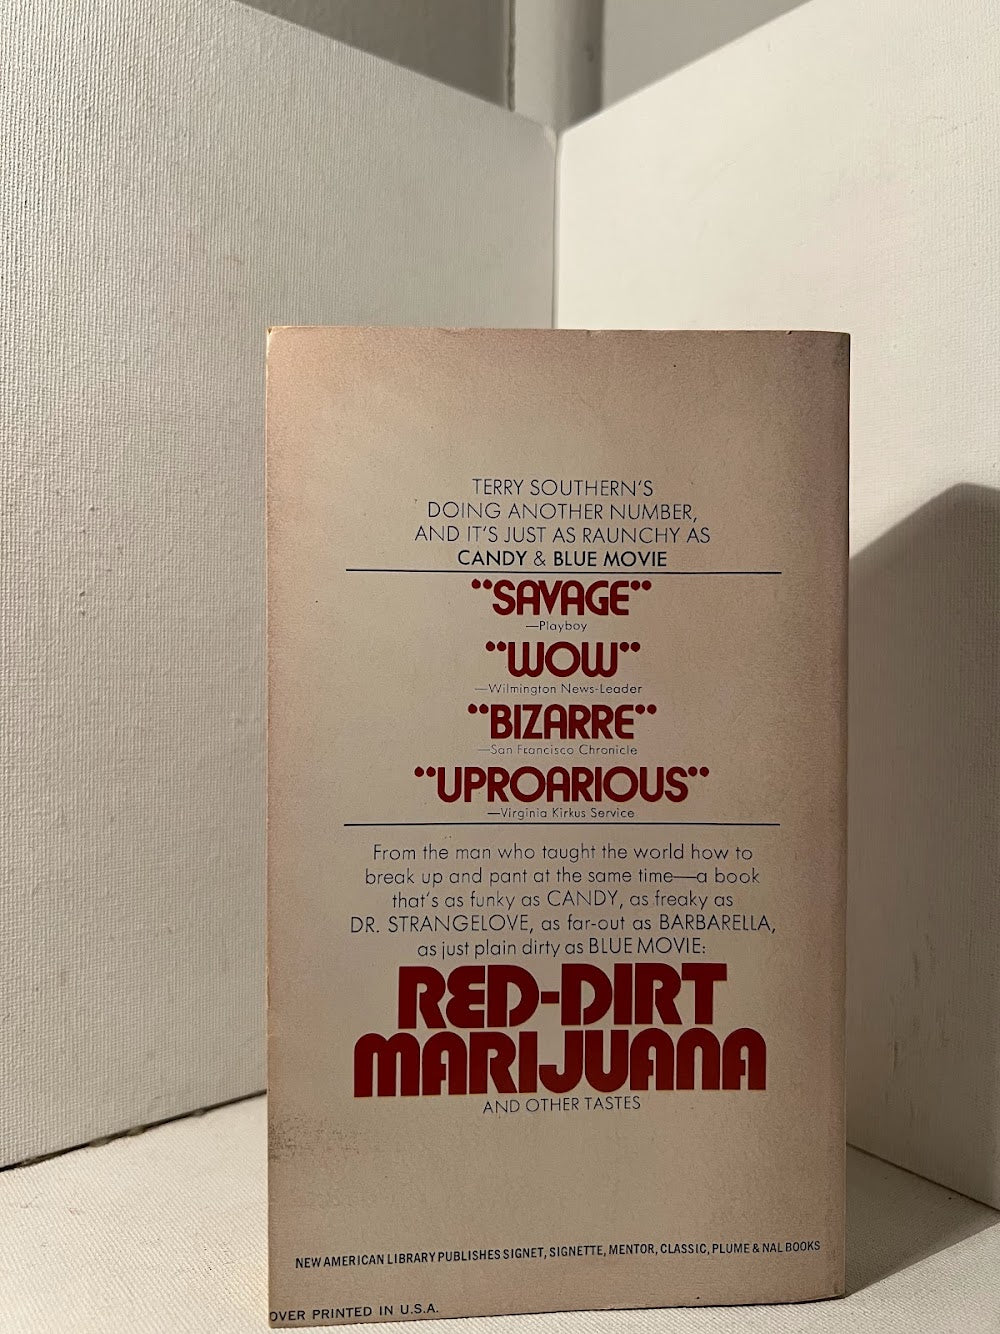 TERRY SOUTHERN'S
DOING ANOTHER NUMBER,
AND IT'S JUST AS RAUNCHY AS
CANDY & BLUE MOVIE
"SAVAGE"
—Playboy
"WOW"
—Wilmington News-Leader
"BIZARRE"
—San Francisco Chronicle
"UPROARIOUS"
—Virginia Kirkus Service
From the man who taught the world how to
break up and pant at the same time—a book
that's as funky as CANDY, as freaky as
DR. STRANGELOVE, as far-out as BARBARELLA,
as just plain dirty as BLUE MOVIE:
RED-DIRT
MARIJUANA
AND OTHER TASTES
NEW AMERICAN LIBRARY PUBLISHES SIGNET, SIGNETTE, MENTOR, CLASSIC, PLUME & NAL BOOKS
OVER PRINTED IN U.S.A.